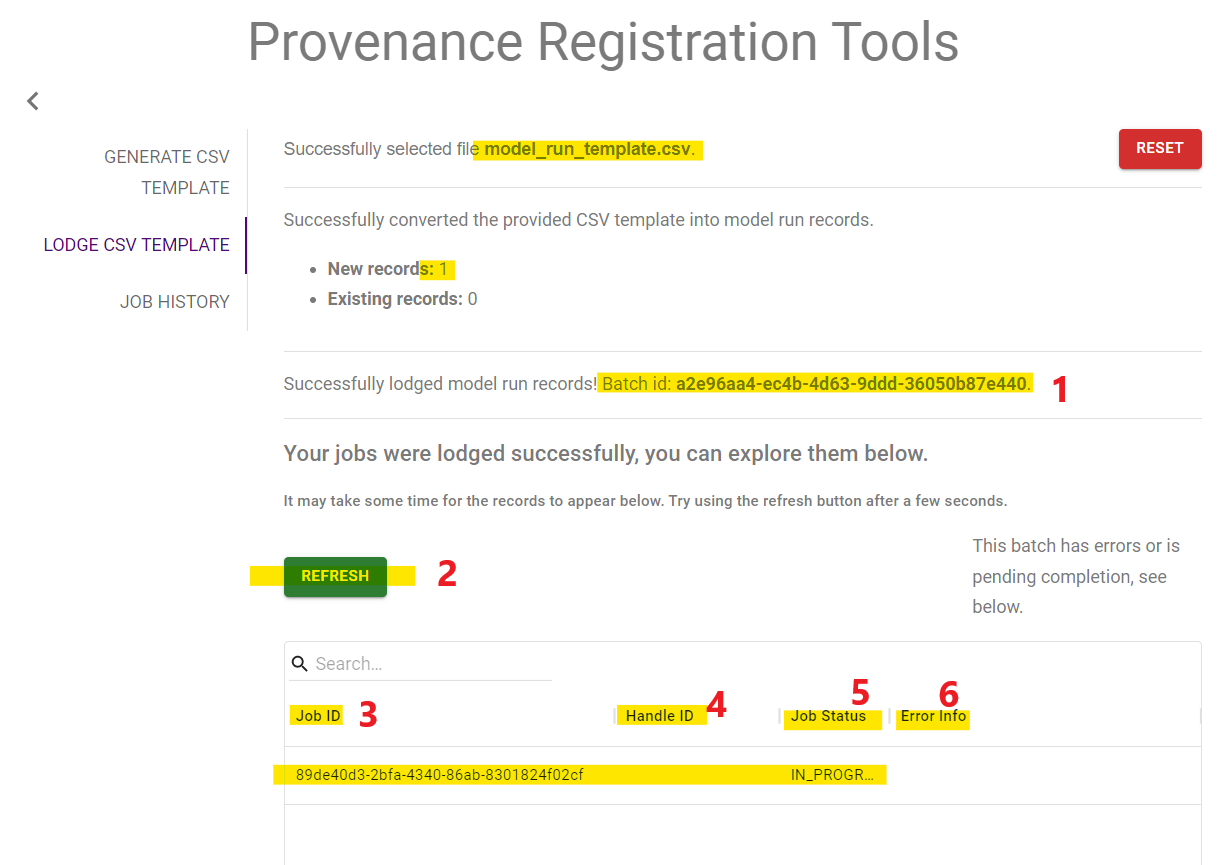 Provenance Registration Tools
GENERATE CSV
TEMPLATE
LODGE CSV TEMPLATE
JOB HISTORY
Successfully selected file model_run_template.csv.
RESET
Successfully converted the provided CSV template into model run records.
• New records: 1
• Existing records: 0
Successfully lodged model run records! Batch id: a2e96aa4-ec4b-4d63-9ddd-36050b87e440. 1
Your jobs were lodged successfully, you can explore them below.
It may take some time for the records to appear below. Try using the refresh button after a few seconds.
REFRESH 2
This batch has errors or is
pending completion, see
below.
Search...
Job ID 3 Handle ID 4 Job Status 5 Error Info 6
89de40d3-2bfa-4340-86ab-8301824f02cf IN_PROGR...